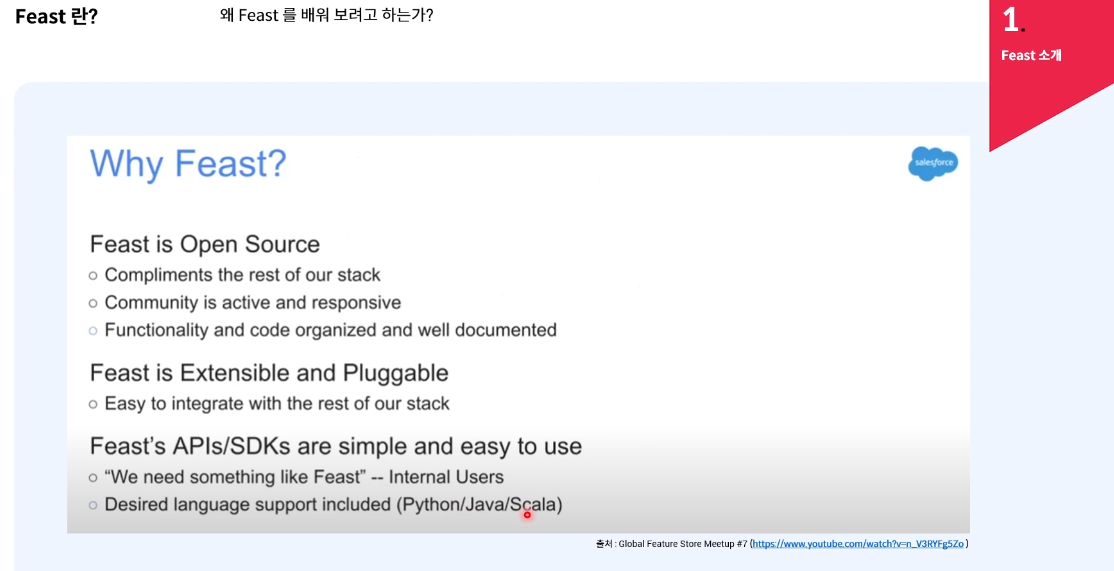 Feast 란?
왜 Feast 를 배워 보려고 하는가?
1.
Feast 소개
Why Feast?
salesforce
Feast is Open Source
Compliments the rest of our stack
Community is active and responsive
Functionality and code organized and well documented
Feast is Extensible and Pluggable
Easy to integrate with the rest of our stack
Feast's APIs/SDKs are simple and easy to use
“We need something like Feast” -- Internal Users
Desired language support included (Python/Java/Scala)
출처 : Global Feature Store Meetup #7 (https://www.youtube.com/watch?v=n_V3RYFg5Zo )